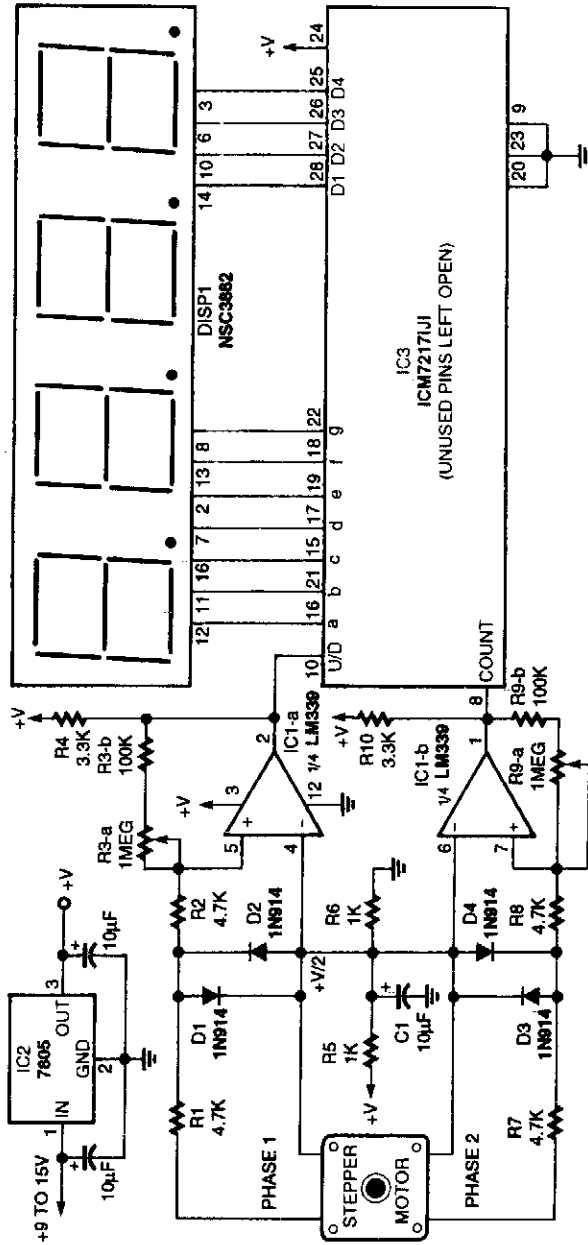 +9 TO 15V
1
IN
IC2
7805
OUT
3
GND
2
10µF
10µF
+V
+V
R4
3.3K
R3-b
100K
R3-a
1MEG
+V
3
5
+
4
-
12
2
IC1-a
1/4 LM339
R1
4.7K
R2
4.7K
D1
1N914
D2
1N914
PHASE 1
STEPPER
MOTOR
PHASE 2
+V/2
+V
R5
1K
R6
1K
C1
10µF
+
D3
1N914
D4
1N914
R7
4.7K
R8
4.7K
+V
R10
3.3K
IC1-b
1/4 LM339
6
-
7
+
1
R9-b
100K
R9-a
1MEG
DISP1
NSC3882
12
11
16
7
2
13
8
14
10
6
3
10
16
21
15
17
19
18
22
28
27
26
25
24
+V
U/D
a
b
c
d
e
f
g
D1
D2
D3
D4
8
COUNT
IC3
ICM7217IJI
(UNUSED PINS LEFT OPEN)
20
23
9